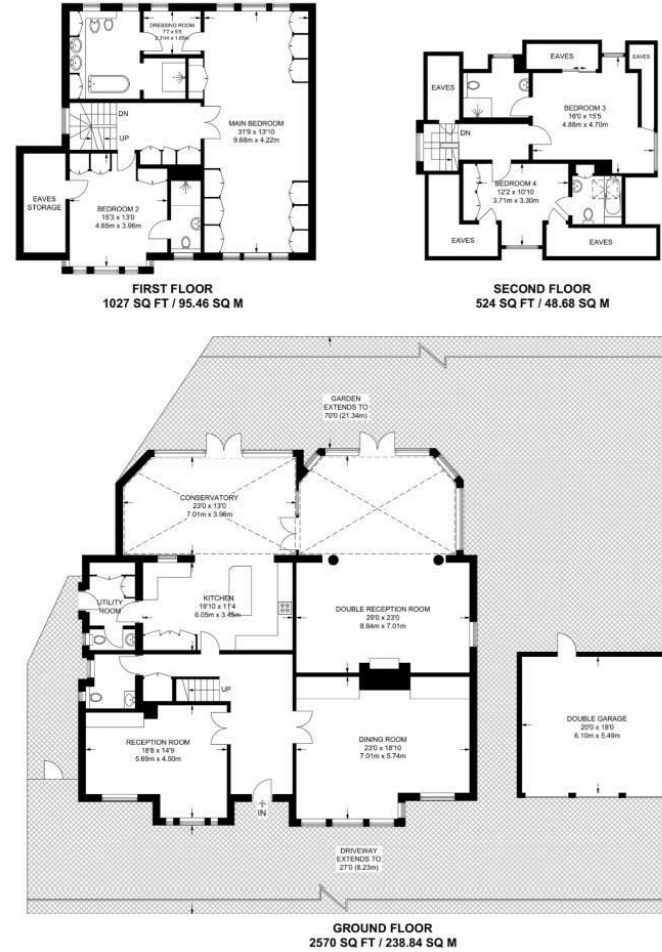 DRESSING ROOM
7'7 x 5'5
2.31m x 1.65m
DN
UP
MAIN BEDROOM
31'9 x 13'10
9.68m x 4.22m
EAVES
STORAGE
BEDROOM 2
15'3 x 13'0
4.65m x 3.96m
FIRST FLOOR
1027 SQ FT / 95.46 SQ M
EAVES
EAVES
EAVES
BEDROOM 3
16'0 x 15'5
4.88m x 4.70m
DN
BEDROOM 4
12'2 x 10'10
3.71m x 3.30m
EAVES
EAVES
SECOND FLOOR
524 SQ FT / 48.68 SQ M
GARDEN
EXTENDS TO
70'0 (21.34m)
CONSERVATORY
23'0 x 13'0
7.01m x 3.96m
UTILITY
ROOM
KITCHEN
19'10 x 11'4
6.05m x 3.45m
DOUBLE RECEPTION ROOM
29'0 x 23'0
8.84m x 7.01m
UP
RECEPTION ROOM
18'8 x 14'9
5.69m x 4.50m
DINING ROOM
23'0 x 18'10
7.01m x 5.74m
DOUBLE GARAGE
20'0 x 18'0
6.10m x 5.49m
IN
DRIVEWAY
EXTENDS TO
27'0 (8.23m)
GROUND FLOOR
2570 SQ FT / 238.84 SQ M